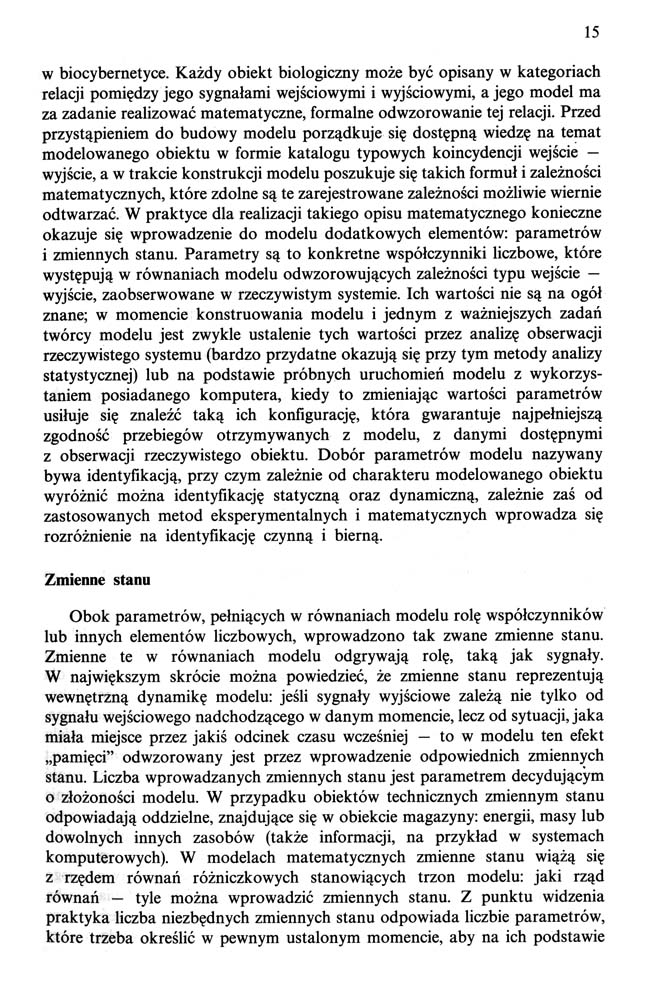 15
w biocybernetyce. Każdy obiekt biologiczny może być opisany w kategoriach
relacji pomiędzy jego sygnałami wejściowymi i wyjściowymi, a jego model ma
za zadanie realizować matematyczne, formalne odwzorowanie tej relacji. Przed
przystąpieniem do budowy modelu porządkuje się dostępną wiedzę na temat
modelowanego obiektu w formie katalogu typowych koincydencji wejście —
wyjście, a w trakcie konstrukcji modelu poszukuje się takich formuł i zależności
matematycznych, które zdolne są te zarejestrowane zależności możliwie wiernie
odtwarzać. W praktyce dla realizacji takiego opisu matematycznego konieczne
okazuje się wprowadzenie do modelu dodatkowych elementów: parametrów
i zmiennych stanu. Parametry są to konkretne współczynniki liczbowe, które
występują w równaniach modelu odwzorowujących zależności typu wejście —
wyjście, zaobserwowane w rzeczywistym systemie. Ich wartości nie są na ogół
znane; w momencie konstruowania modelu i jednym z ważniejszych zadań
twórcy modelu jest zwykle ustalenie tych wartości przez analizę obserwacji
rzeczywistego systemu (bardzo przydatne okazują się przy tym metody analizy
statystycznej) lub na podstawie próbnych uruchomień modelu z wykorzys-
taniem posiadanego komputera, kiedy to zmieniając wartości parametrów
usiłuje się znaleźć taką ich konfigurację, która gwarantuje najpełniejszą
zgodność przebiegów otrzymywanych z modelu, z danymi dostępnymi
z obserwacji rzeczywistego obiektu. Dobór parametrów modelu nazywany
bywa identyfikacją, przy czym zależnie od charakteru modelowanego obiektu
wyróżnić można identyfikację statyczną oraz dynamiczną, zależnie zaś od
zastosowanych metod eksperymentalnych i matematycznych wprowadza się
rozróżnienie na identyfikację czynną i bierną.
Zmienne stanu
Obok parametrów, pełniących w równaniach modelu rolę współczynników
lub innych elementów liczbowych, wprowadzono tak zwane zmienne stanu.
Zmienne te w równaniach modelu odgrywają rolę, taką jak sygnały.
W największym skrócie można powiedzieć, że zmienne stanu reprezentują
wewnętrzną dynamikę modelu: jeśli sygnały wyjściowe zależą nie tylko od
sygnału wejściowego nadchodzącego w danym momencie, lecz od sytuacji, jaka
miała miejsce przez jakiś odcinek czasu wcześniej — to w modelu ten efekt
„pamięci” odwzorowany jest przez wprowadzenie odpowiednich zmiennych
stanu. Liczba wprowadzanych zmiennych stanu jest parametrem decydującym
o złożoności modelu. W przypadku obiektów technicznych zmiennym stanu
odpowiadają oddzielne, znajdujące się w obiekcie magazyny: energii, masy lub
dowolnych innych zasobów (także informacji, na przykład w systemach
komputerowych). W modelach matematycznych zmienne stanu wiążą się
z rzędem równań różniczkowych stanowiących trzon modelu: jaki rząd
równań — tyle można wprowadzić zmiennych stanu. Z punktu widzenia
praktyka liczba niezbędnych zmiennych stanu odpowiada liczbie parametrów,
które trzeba określić w pewnym ustalonym momencie, aby na ich podstawie